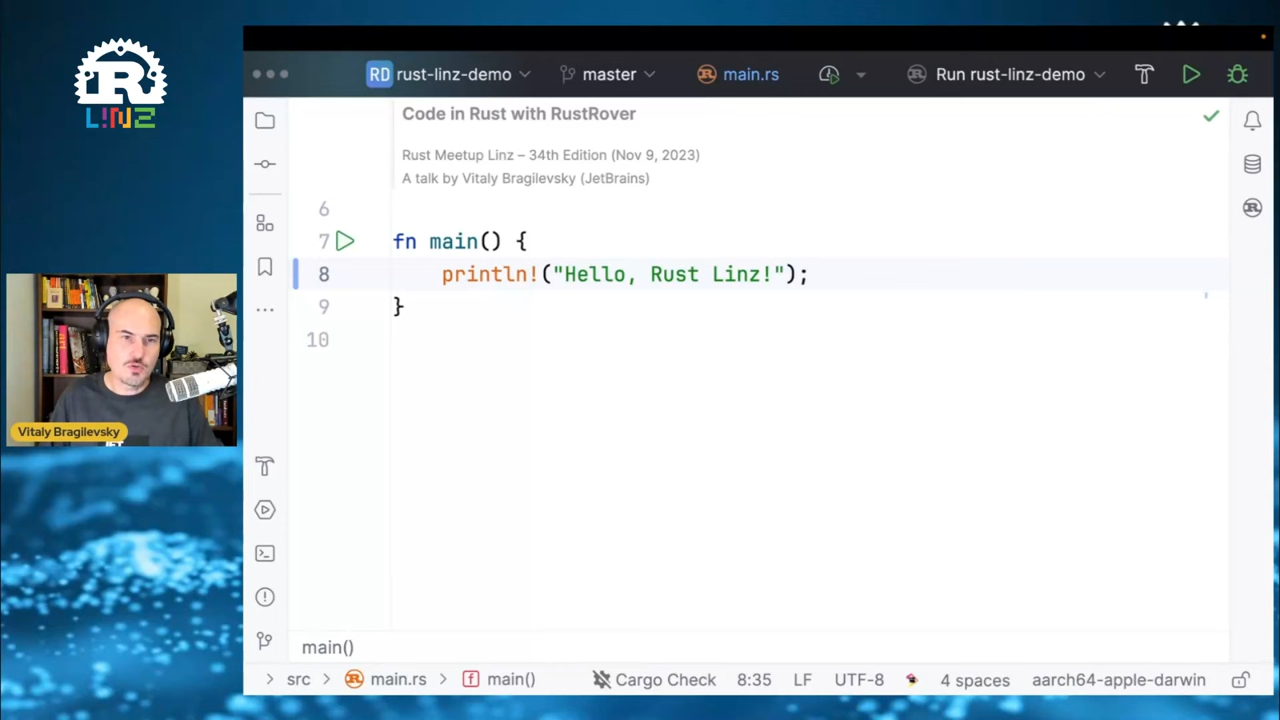 R
L!NZ
RD rust-linz-demo master main.rs Run rust-linz-demo
Code in Rust with RustRover
Rust Meetup Linz – 34th Edition (Nov 9, 2023)
A talk by Vitaly Bragilevsky (JetBrains)
6
7 fn main() {
8 println!("Hello, Rust Linz!");
9 }
10
Vitaly Bragilevsky
main()
src main.rs f main() Cargo Check 8:35 LF UTF-8 4 spaces aarch64-apple-darwin